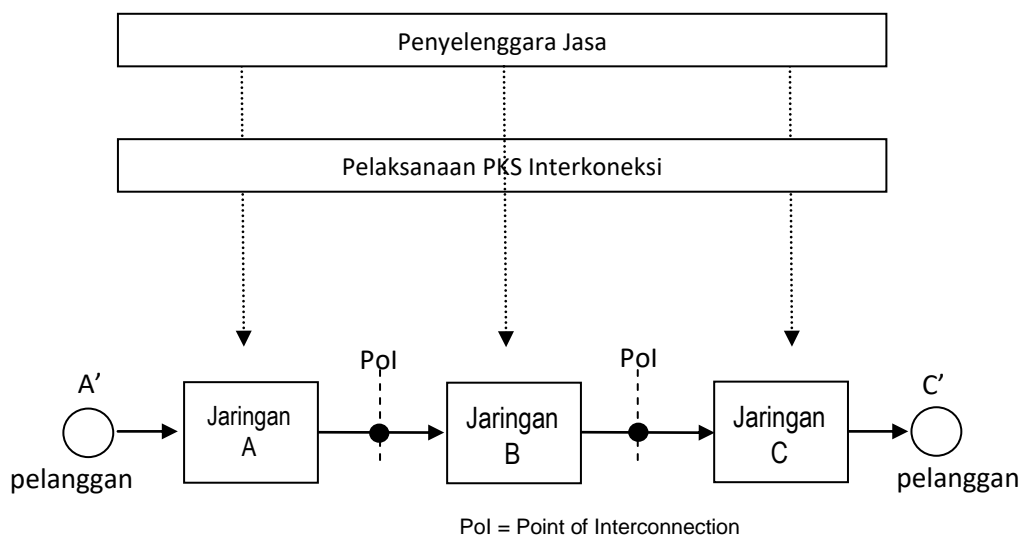 Penyelenggara Jasa
Pelaksanaan PKS Interkoneksi
PoI
PoI
A’
C’
Jaringan
A
Jaringan
B
Jaringan
C
pelanggan
pelanggan
PoI = Point of Interconnection